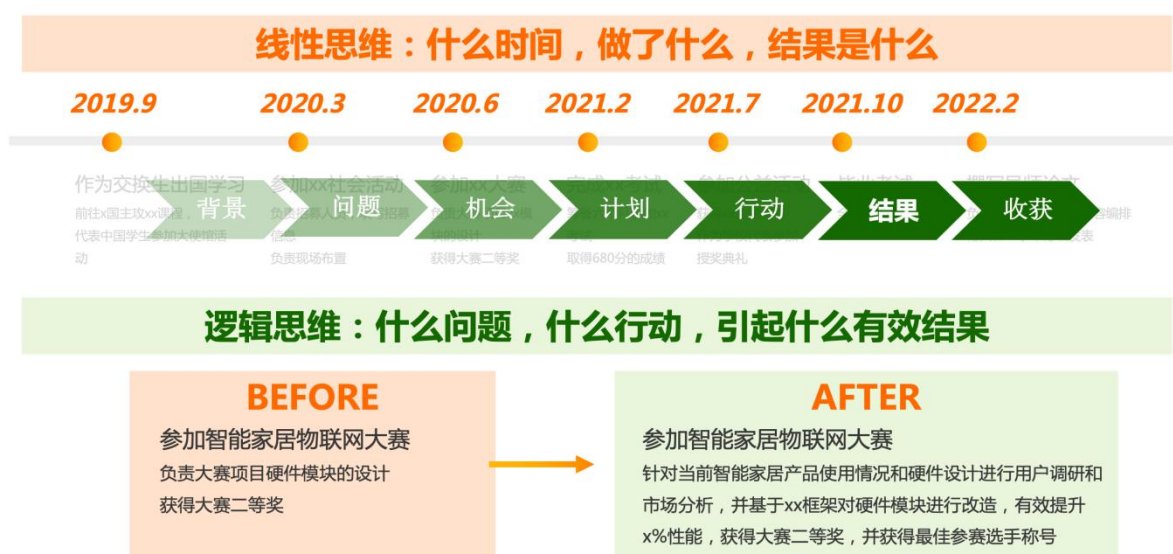 线性思维：什么时间，做了什么，结果是什么
2019.9 2020.3 2020.6 2021.2 2021.7 2021.10 2022.2
作为交换生出国学习 参加xx社会活动 参加xx大赛 完成xx考试
背景 问题 机会 计划 行动 结果 收获
前往x国主攻xx课程，
代表中国学生参加大使馆活
动
信息
负责现场布置
获得大赛二等奖
取得680分的成绩
授奖典礼
逻辑思维：什么问题，什么行动，引起什么有效结果
BEFORE
参加智能家居物联网大赛
负责大赛项目硬件模块的设计
获得大赛二等奖
AFTER
参加智能家居物联网大赛
针对当前智能家居产品使用情况和硬件设计进行用户调研和
市场分析，并基于xx框架对硬件模块进行改造，有效提升
x%性能，获得大赛二等奖，并获得最佳参赛选手称号